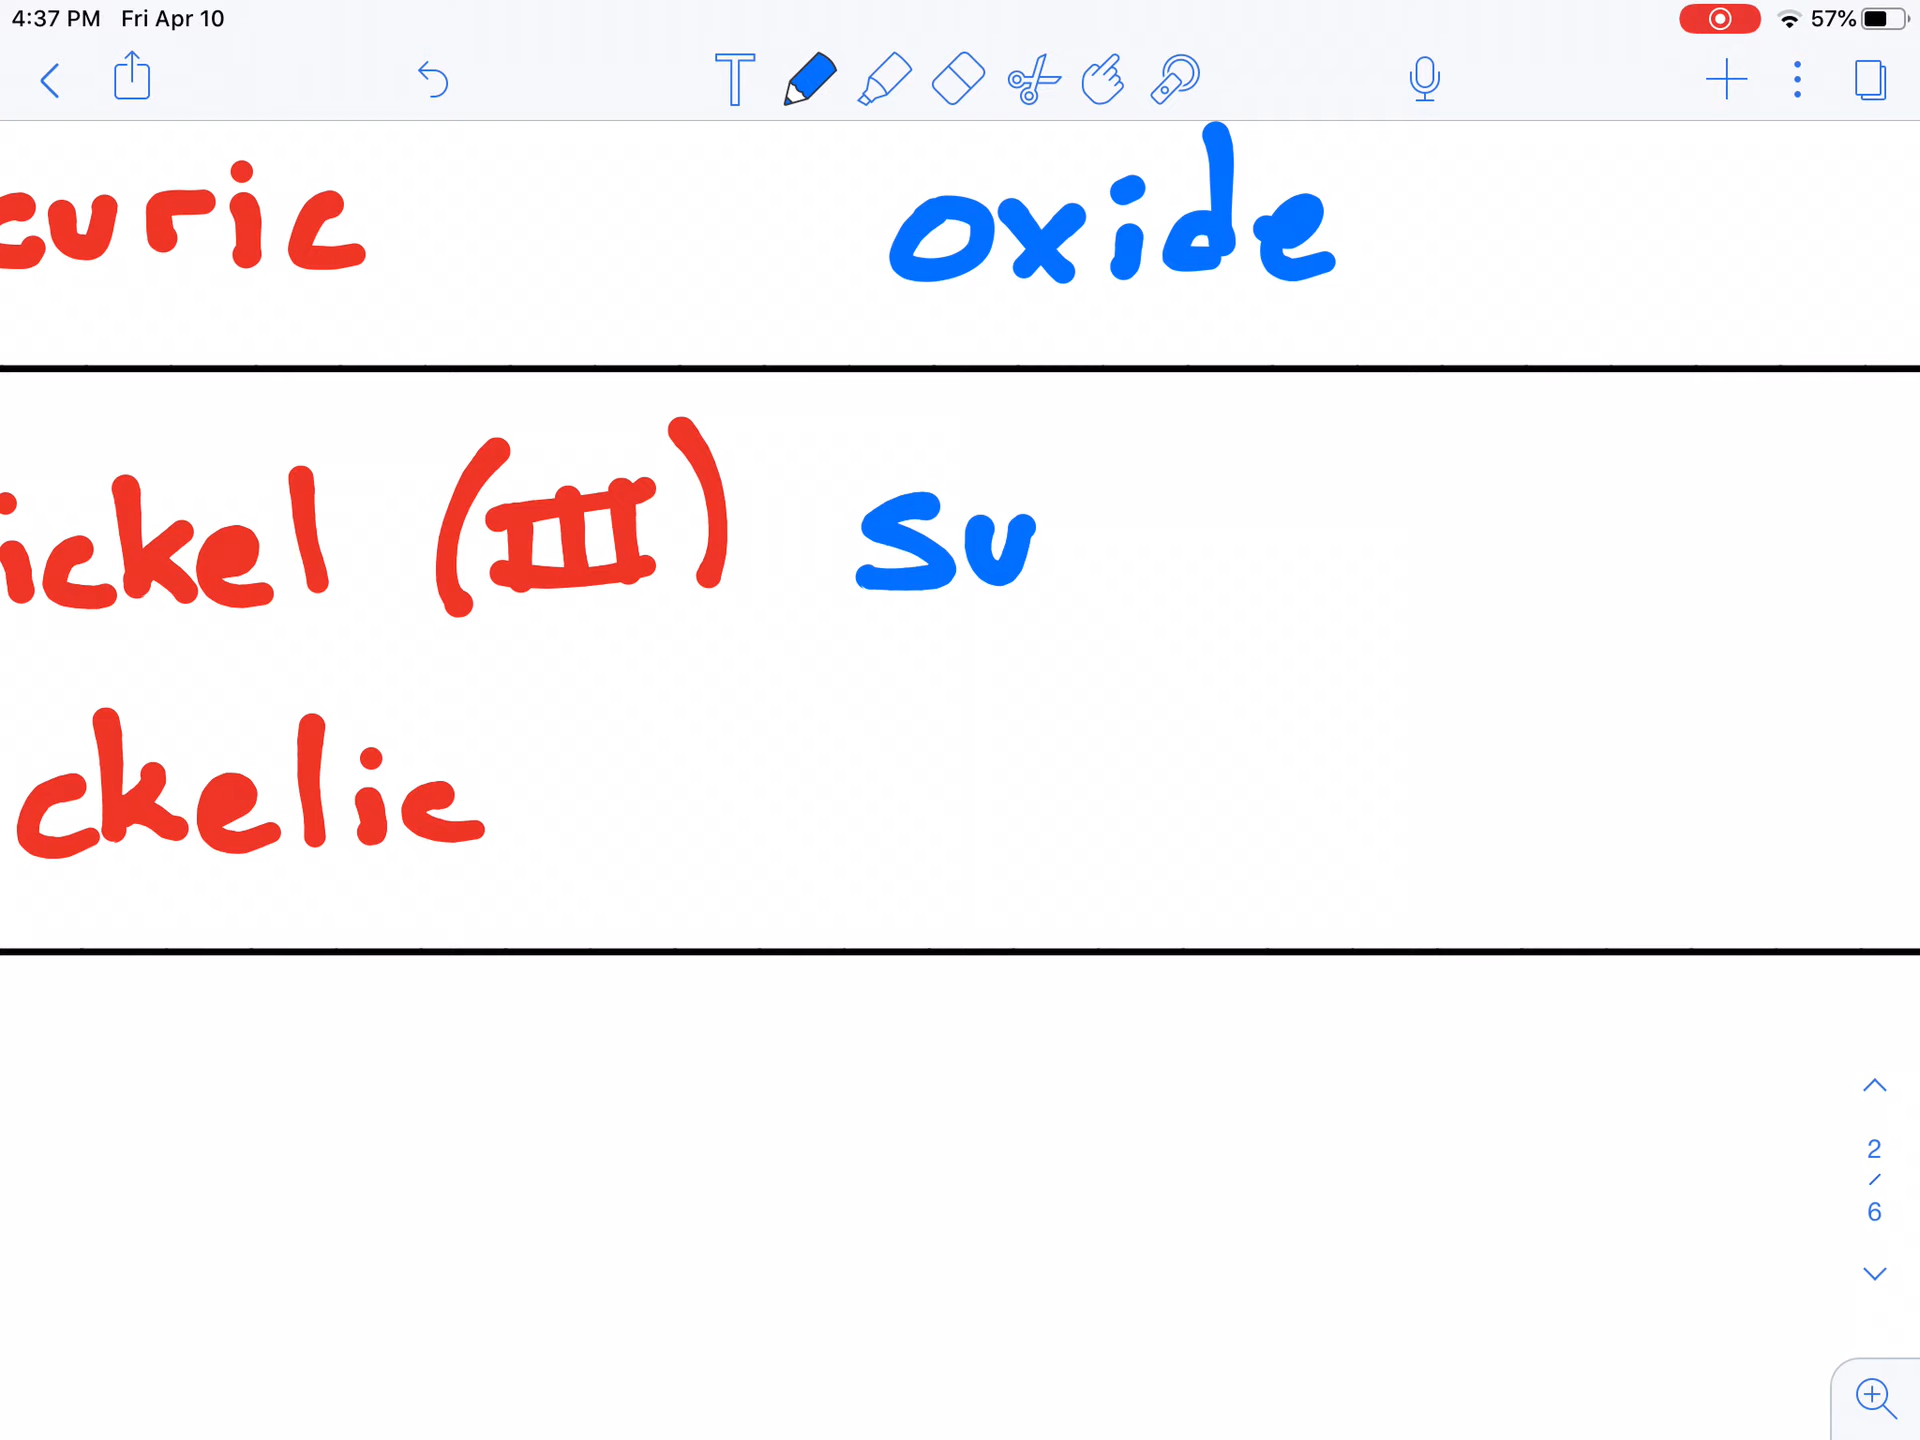 4:37 PM Fri Apr 10 57%
curic oxide
ickel (III) su
ckelic
2
/
6